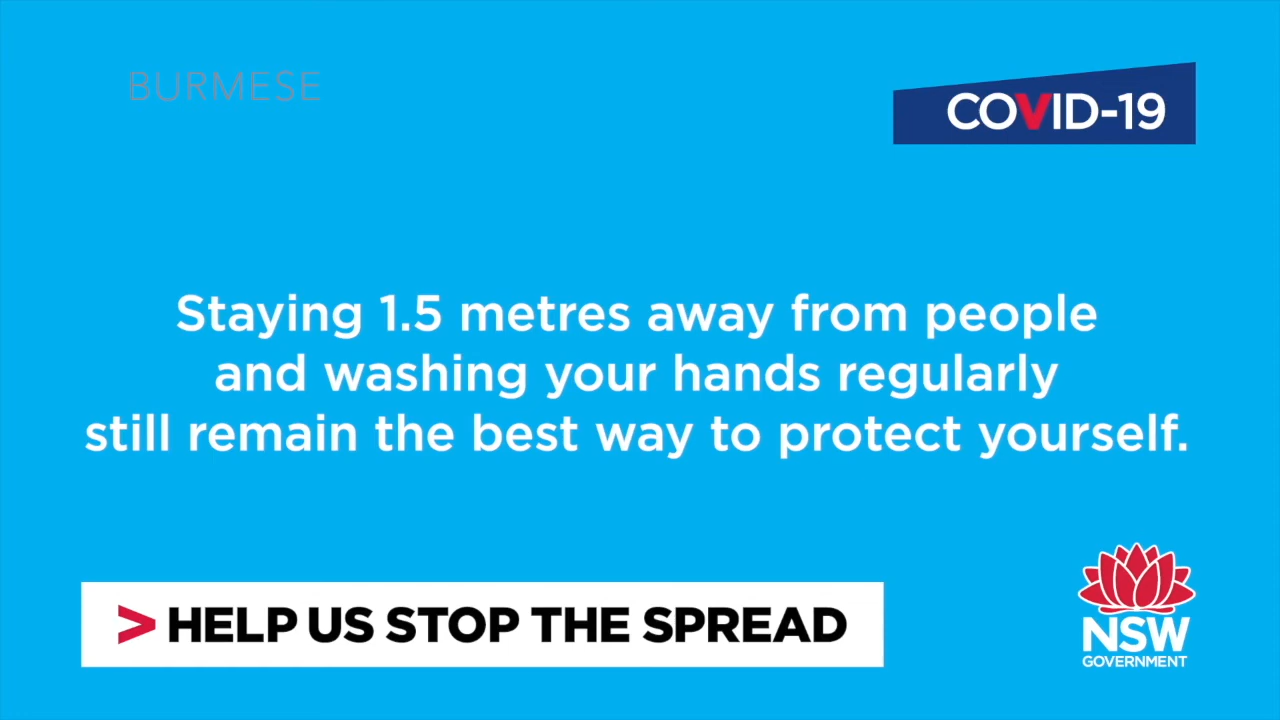 BURMESE
COVID-19
Staying 1.5 metres away from people
and washing your hands regularly
still remain the best way to protect yourself.
> HELP US STOP THE SPREAD
NSW
GOVERNMENT